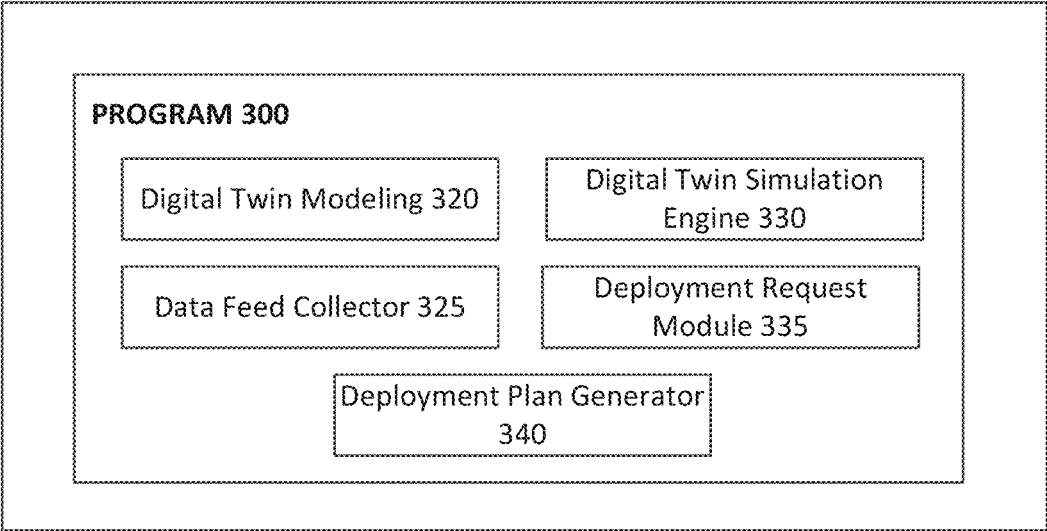 PROGRAM 300
Digital Twin Modeling 320
Digital Twin Simulation
Engine 330
Data Feed Collector 325
Deployment Request
Module 335
Deployment Plan Generator
340